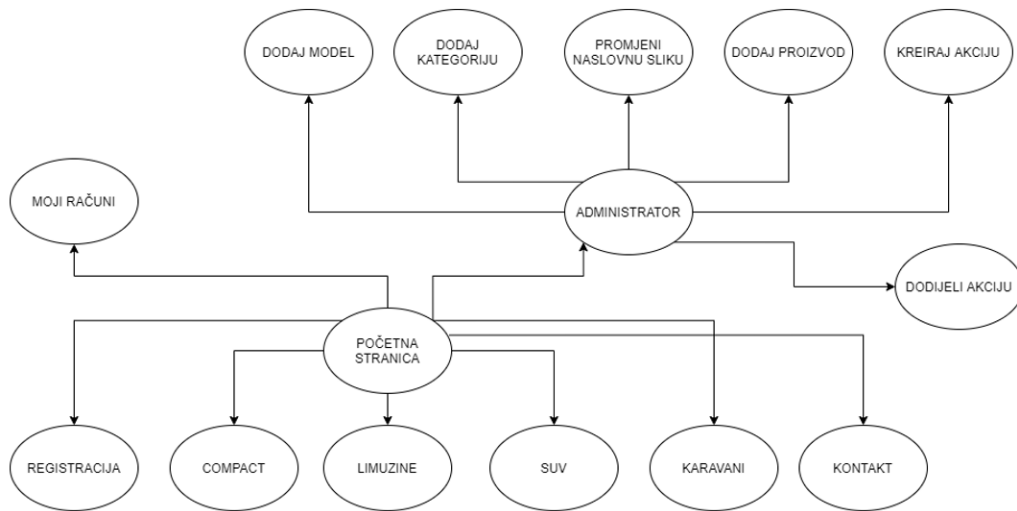 DODAJ MODEL
DODAJ
KATEGORIJU
PROMJENI
NASLOVNU SLIKU
DODAJ PROIZVOD
KREIRAJ AKCIJU
MOJI RAČUNI
ADMINISTRATOR
DODIJELI AKCIJU
POČETNA
STRANICA
REGISTRACIJA
COMPACT
LIMUZINE
SUV
KARAVANI
KONTAKT